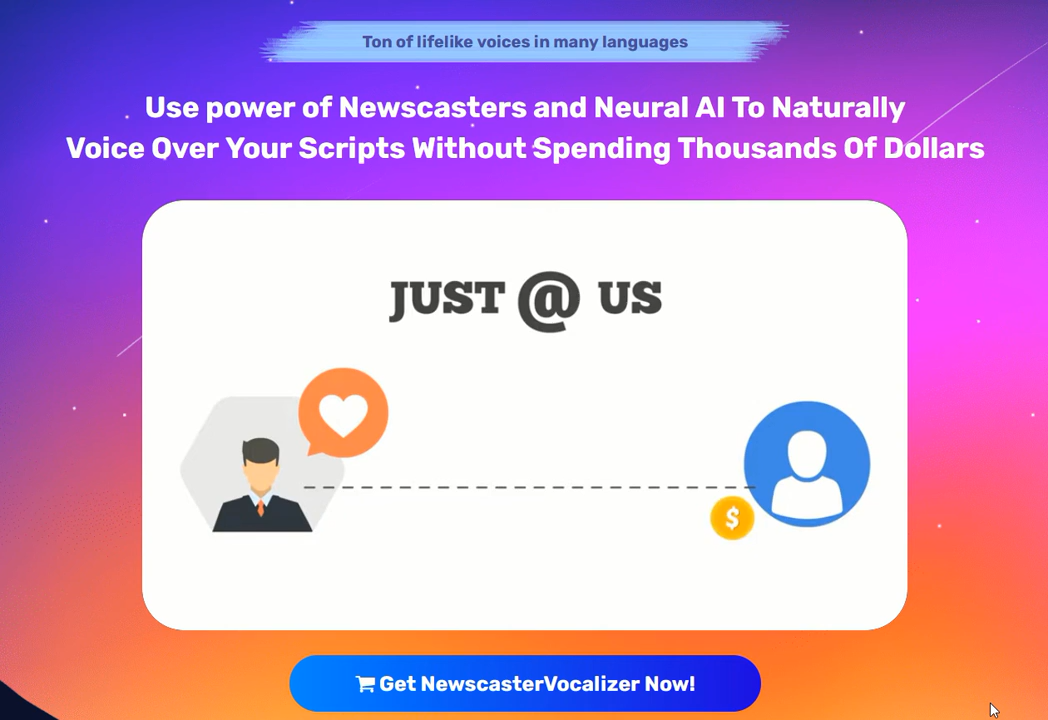 Ton of lifelike voices in many languages
Use power of Newscasters and Neural AI To Naturally
Voice Over Your Scripts Without Spending Thousands Of Dollars
JUST @ US
$
Get NewscasterVocalizer Now!